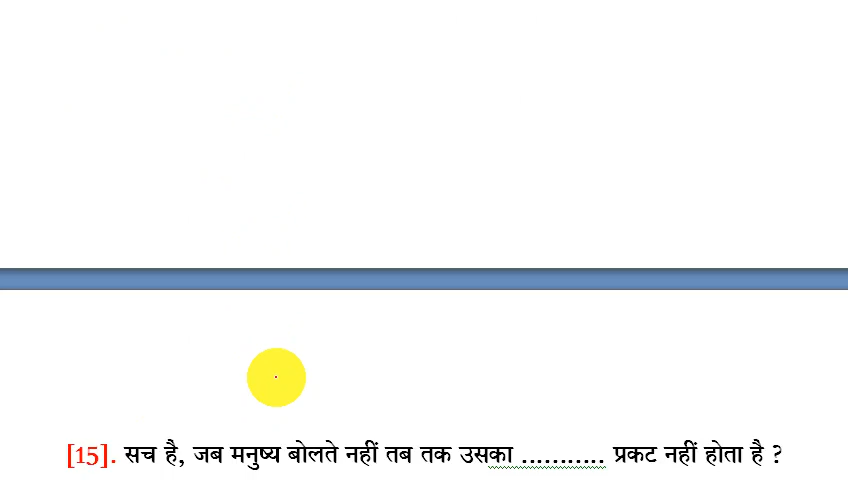 [15]. सच है, जब मनुष्य बोलते नहीं तब तक उसका ........... प्रकट नहीं होता है ?